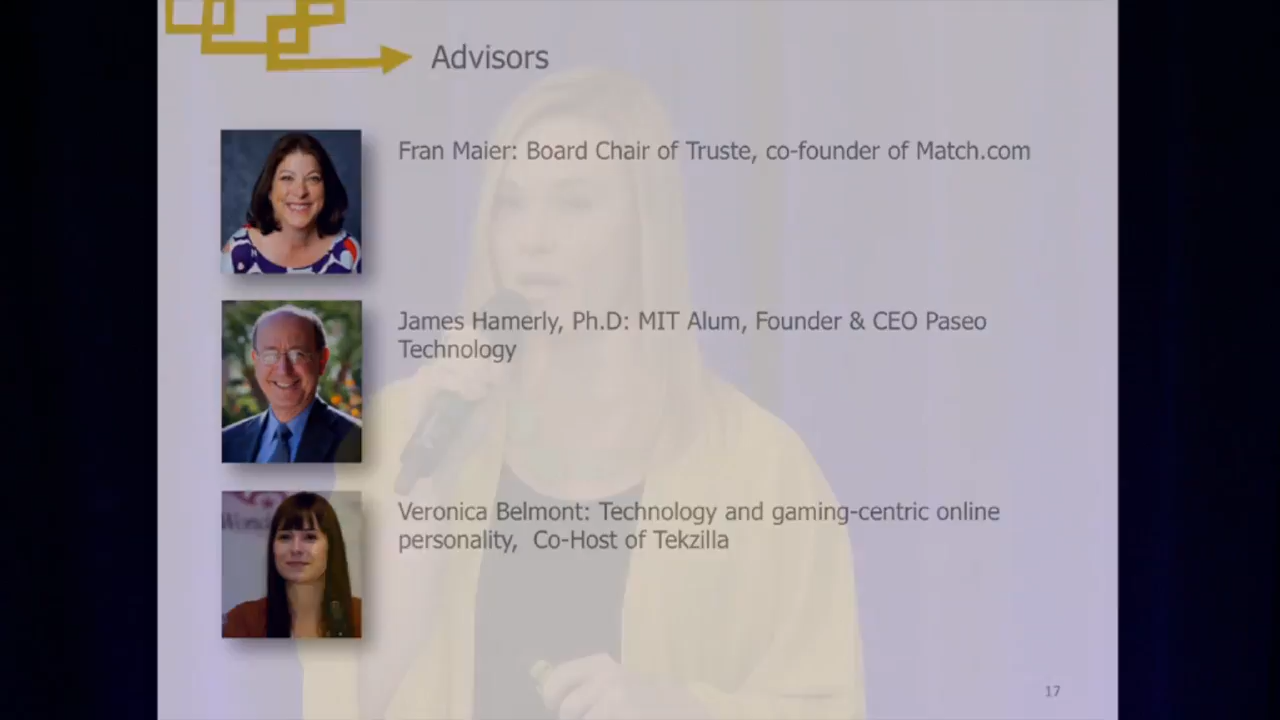 Advisors
Fran Maier: Board Chair of Truste, co-founder of Match.com
James Hamerly, Ph.D: MIT Alum, Founder & CEO Paseo
Technology
Veronica Belmont: Technology and gaming-centric online
personality, Co-Host of Tekzilla
17